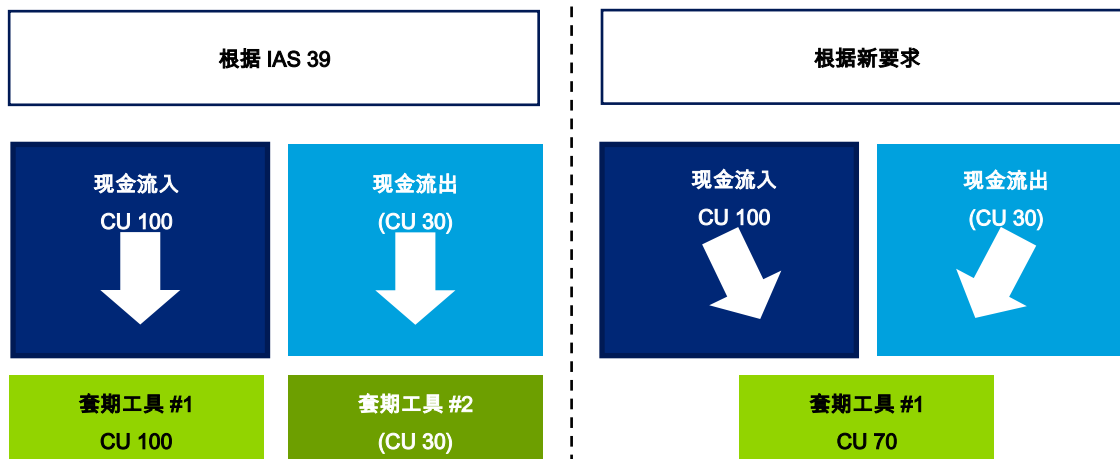 根据 IAS 39
根据新要求
现金流入
CU 100
现金流出
(CU 30)
现金流入
CU 100
现金流出
(CU 30)
套期工具 #1
CU 100
套期工具 #2
(CU 30)
套期工具 #1
CU 70